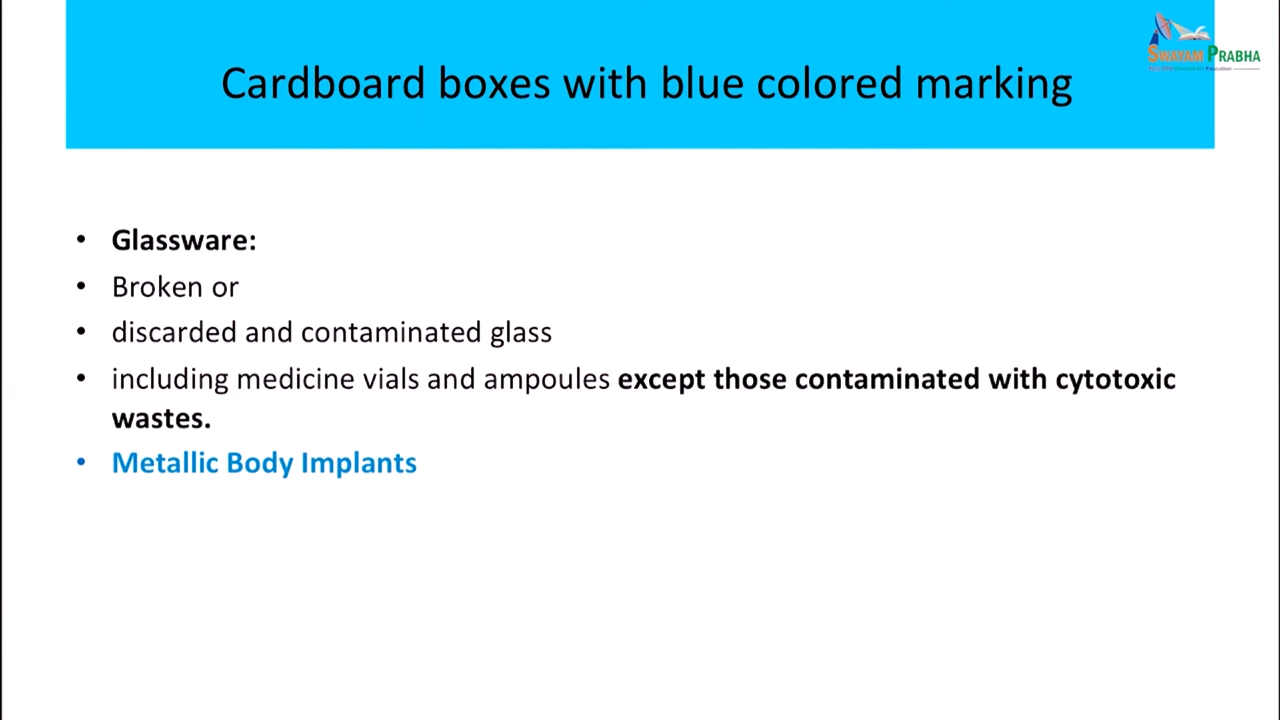 SWAYAM PRABHA
Cardboard boxes with blue colored marking
• Glassware:
• Broken or
• discarded and contaminated glass
• including medicine vials and ampoules except those contaminated with cytotoxic
wastes.
• Metallic Body Implants